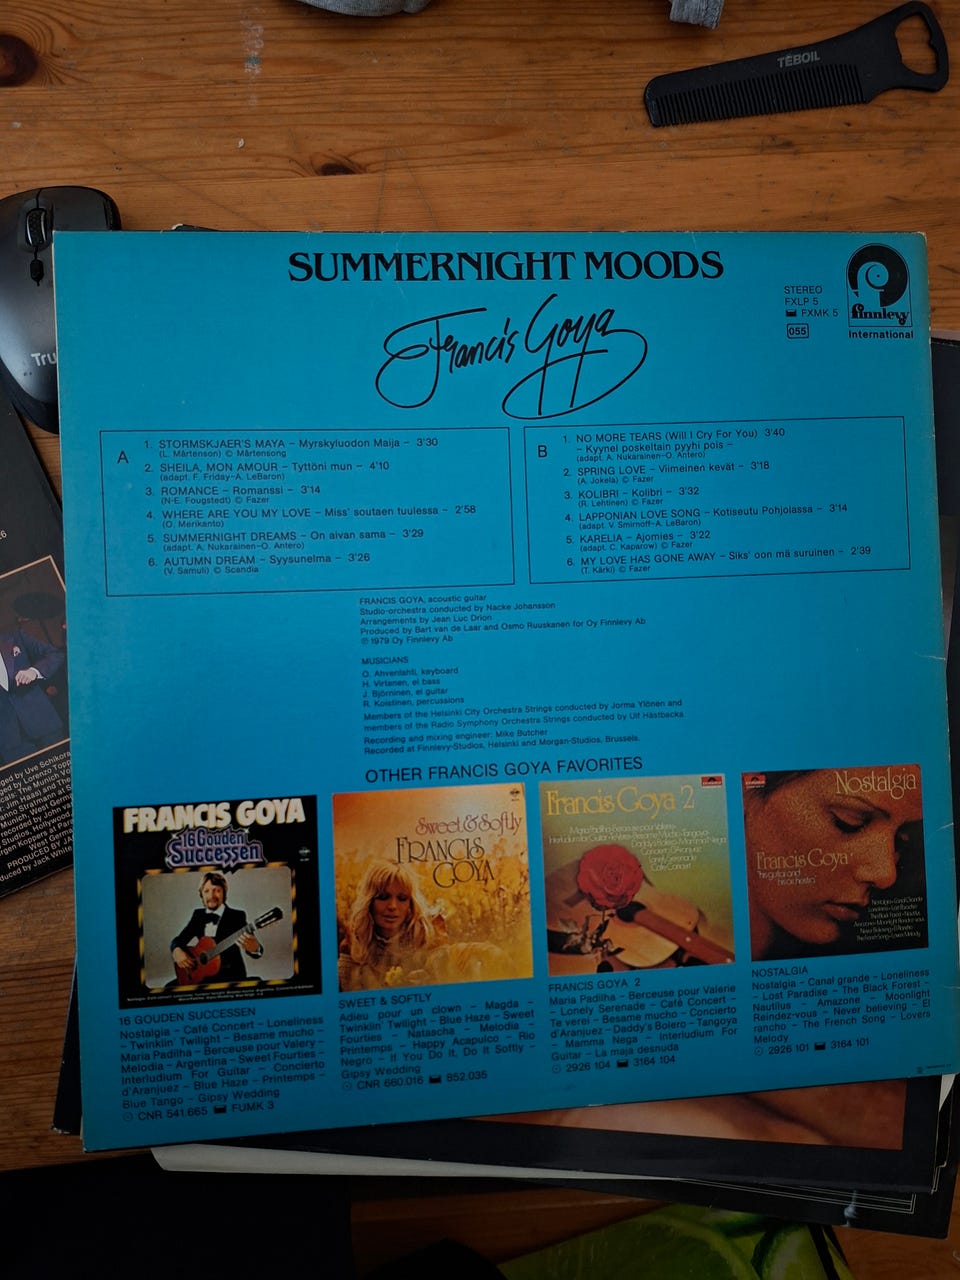 TEBOIL
Tru
SUMMERNIGHT MOODS
Francis Goya
STEREO
FXLP 5
FXMK 5
055
finnlevy
International
A
1. STORMSKJAER'S MAYA – Myrskyluodon Maija – 3'30
(L. Mårtenson) © Mårtensong
2. SHEILA, MON AMOUR – Tyttöni mun – 4'10
(adapt. F. Friday–A. LeBaron)
3. ROMANCE – Romanssi – 3'14
(N-E. Fougstedt) © Fazer
4. WHERE ARE YOU MY LOVE – Miss' soutaen tuulessa – 2'58
(O. Merikanto)
5. SUMMERNIGHT DREAMS – On aivan sama – 3'29
(adapt. A. Nukarainen–O. Antero)
6. AUTUMN DREAM – Syysunelma – 3'26
(V. Samuli) © Scandia
B
1. NO MORE TEARS (Will I Cry For You) 3'40
– Kyynel poskeltain pyyhi pois –
(adapt. A. Nukarainen–O. Antero)
2. SPRING LOVE – Viimeinen kevät – 3'18
(A. Jokela) © Fazer
3. KOLIBRI – Kolibri – 3'32
(R. Lehtinen) © Fazer
4. LAPPONIAN LOVE SONG – Kotiseutu Pohjolassa – 3'14
(adapt. V. Smirnoff–A. LeBaron)
5. KARELIA – Ajomies – 3'22
(adapt. C. Kaparow) © Fazer
6. MY LOVE HAS GONE AWAY – Siks' oon mä suruinen – 2'39
(T. Kärki) © Fazer
FRANCIS GOYA, acoustic guitar
Studio-orchestra conducted by Nacke Johansson
Arrangements by Jean Luc Drion
Produced by Bart van de Laar and Osmo Ruuskanen for Oy Finnlevy Ab
℗ 1979 Oy Finnlevy Ab
MUSICIANS
O. Ahvenlahti, keyboard
H. Virtanen, el bass
J. Björninen, el guitar
R. Koistinen, percussions
Members of the Helsinki City Orchestra Strings conducted by Jorma Ylönen and
members of the Radio Symphony Orchestra Strings conducted by Ulf Hästbacka
Recording and mixing engineer: Mike Butcher
Recorded at Finnlevy-Studios, Helsinki and Morgan-Studios, Brussels.
OTHER FRANCIS GOYA FAVORITES
FRANCIS GOYA
16 Gouden
Successen
Sweet & Softly
FRANCIS
GOYA
Francis Goya 2
Nostalgia
Francis Goya
his guitar and
his orchestra
16 GOUDEN SUCCESSEN
Nostalgia – Café Concert – Loneliness
– Twinklin' Twilight – Besame mucho –
Maria Padilha – Berceuse pour Valery –
Melodia – Argentina – Sweet Fourties –
Interludium For Guitar – Concierto
d'Aranjuez – Blue Haze – Printemps –
Blue Tango – Gipsy Wedding
CNR 541.665 FUMK 3
SWEET & SOFTLY
Adieu pour un clown – Magda –
Twinklin' Twilight – Blue Haze – Sweet
Fourties – Natascha – Melodia –
Printemps – Happy Acapulco – Rio
Negro – If You Do It, Do It Softly –
Gipsy Wedding
CNR 660.016 852.035
FRANCIS GOYA 2
Maria Padilha – Berceuse pour Valerie
– Lonely Serenade – Café Concert –
Te verei – Besame mucho – Concierto
d'Aranjuez – Daddy's Bolero – Tangoya
– Mamma Nega – Interludium For
Guitar – La maja desnuda
2926 104 3164 104
NOSTALGIA
Nostalgia – Canal grande – Loneliness
– Lost Paradise – The Black Forest –
Nautilus – Amazone – Moonlight
Rendez-vous – Never believing – El
rancho – The French Song – Lovers
Melody
2926 101 3164 101